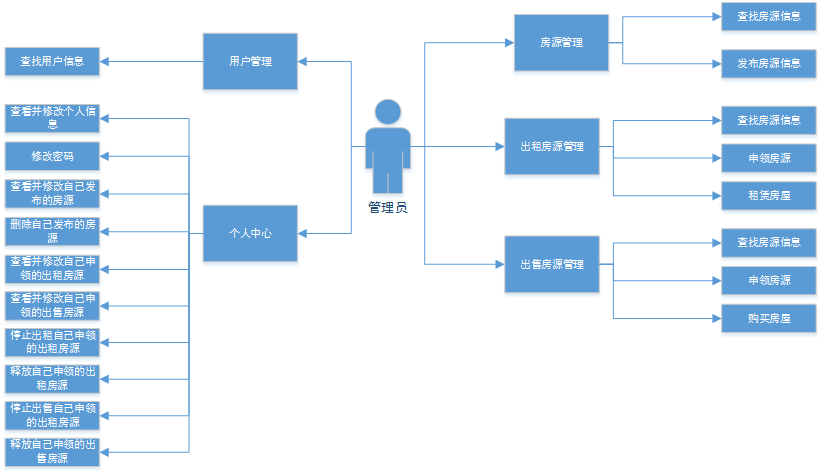 查找用户信息
查看并修改个人信
息
修改密码
查看并修改自己发
布的房源
删除自己发布的房
源
查看并修改自己申
领的出租房源
查看并修改自己申
领的出售房源
停止出租自己申领
的出租房源
释放自己申领的出
租房源
停止出售自己申领
的出租房源
释放自己申领的出
售房源
用户管理
个人中心
管理员
房源管理
出租房源管理
出售房源管理
查找房源信息
发布房源信息
查找房源信息
申领房源
租赁房屋
查找房源信息
申领房源
购买房屋